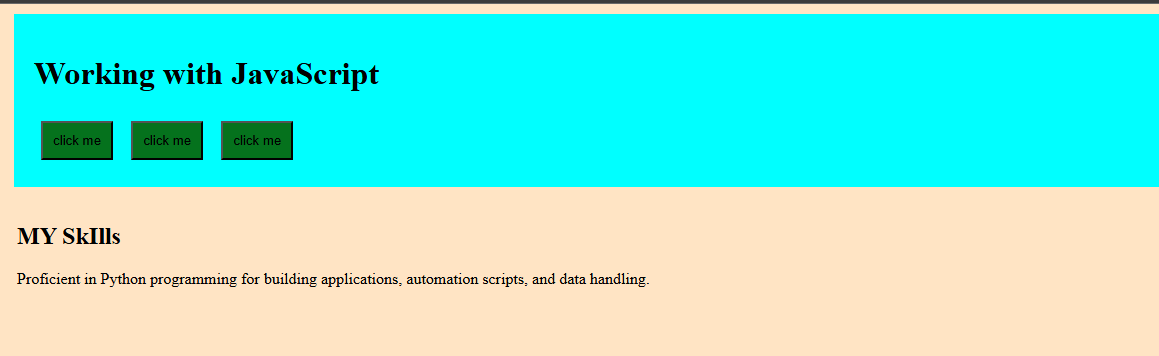 Working with JavaScript
click me click me click me
MY SkIlls
Proficient in Python programming for building applications, automation scripts, and data handling.